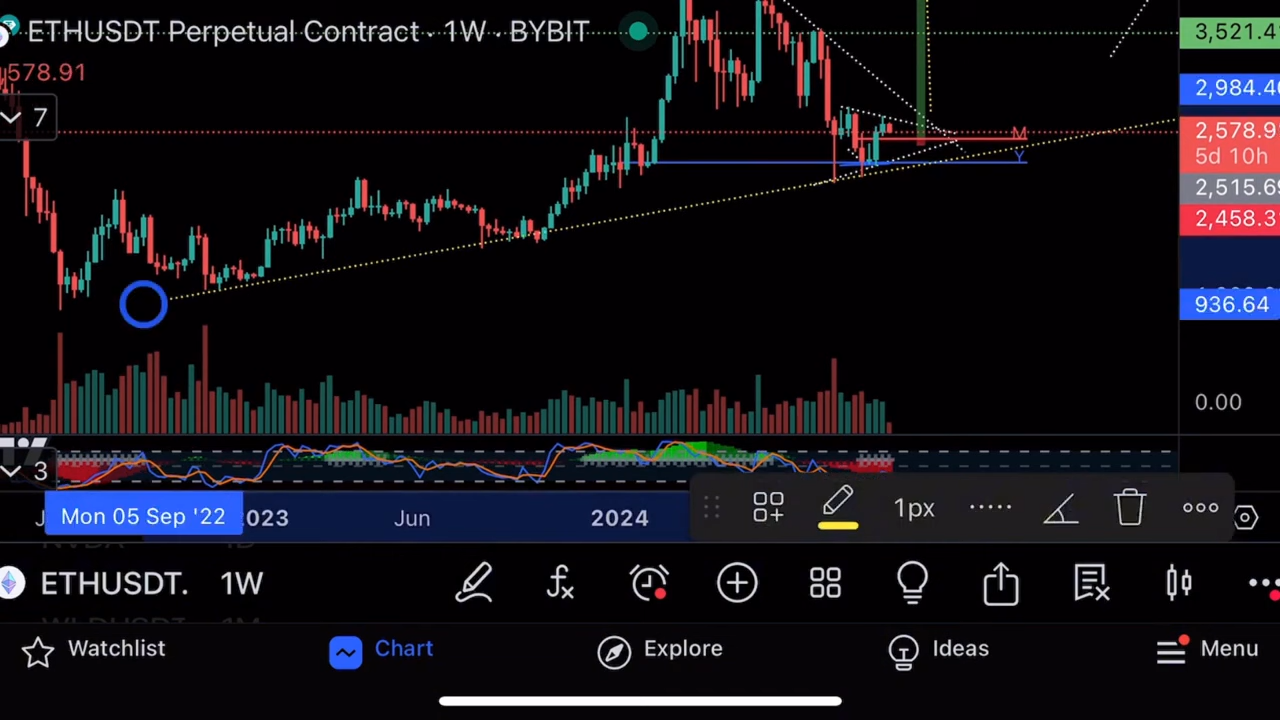 ETHUSDT Perpetual Contract · 1W · BYBIT
3,521.4
578.91
2,984.4
7
2,578.9
M
5d 10h
Y
2,515.69
2,458.3
936.64
0.00
3
Mon 05 Sep '22
2023
Jun
2024
1px
ETHUSDT. 1W
Watchlist
Chart
Explore
Ideas
Menu